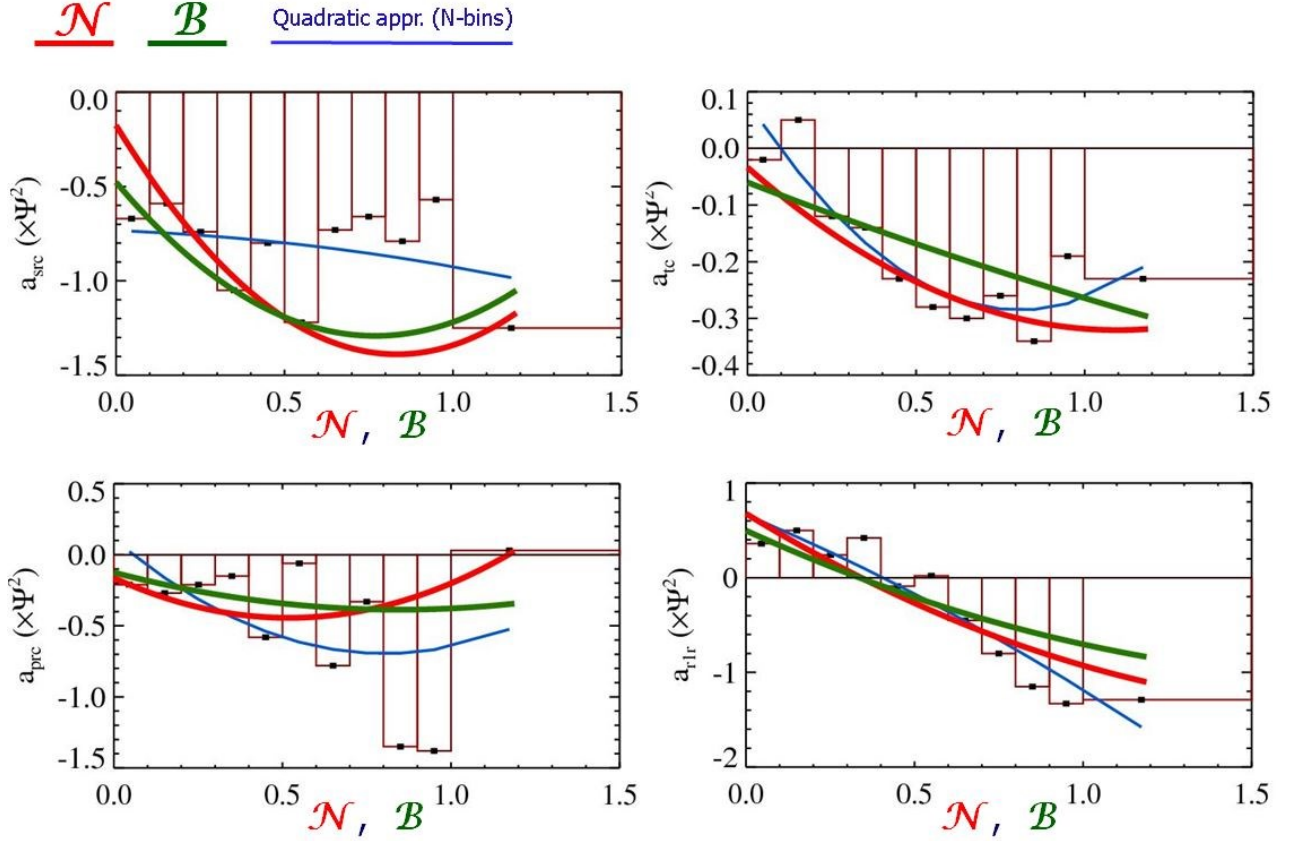 𝒩 ℬ Quadratic appr. (N-bins)
0.0
-0.5
-1.0
-1.5
a_src (×Ψ²)
0.0 0.5 1.0 1.5
𝒩 , ℬ
0.1
0.0
-0.1
-0.2
-0.3
-0.4
a_tc (×Ψ²)
0.0 0.5 1.0 1.5
𝒩 , ℬ
0.5
0.0
-0.5
-1.0
-1.5
a_prc (×Ψ²)
0.0 0.5 1.0 1.5
𝒩 , ℬ
1
0
-1
-2
a_r1r (×Ψ²)
0.0 0.5 1.0 1.5
𝒩 , ℬ